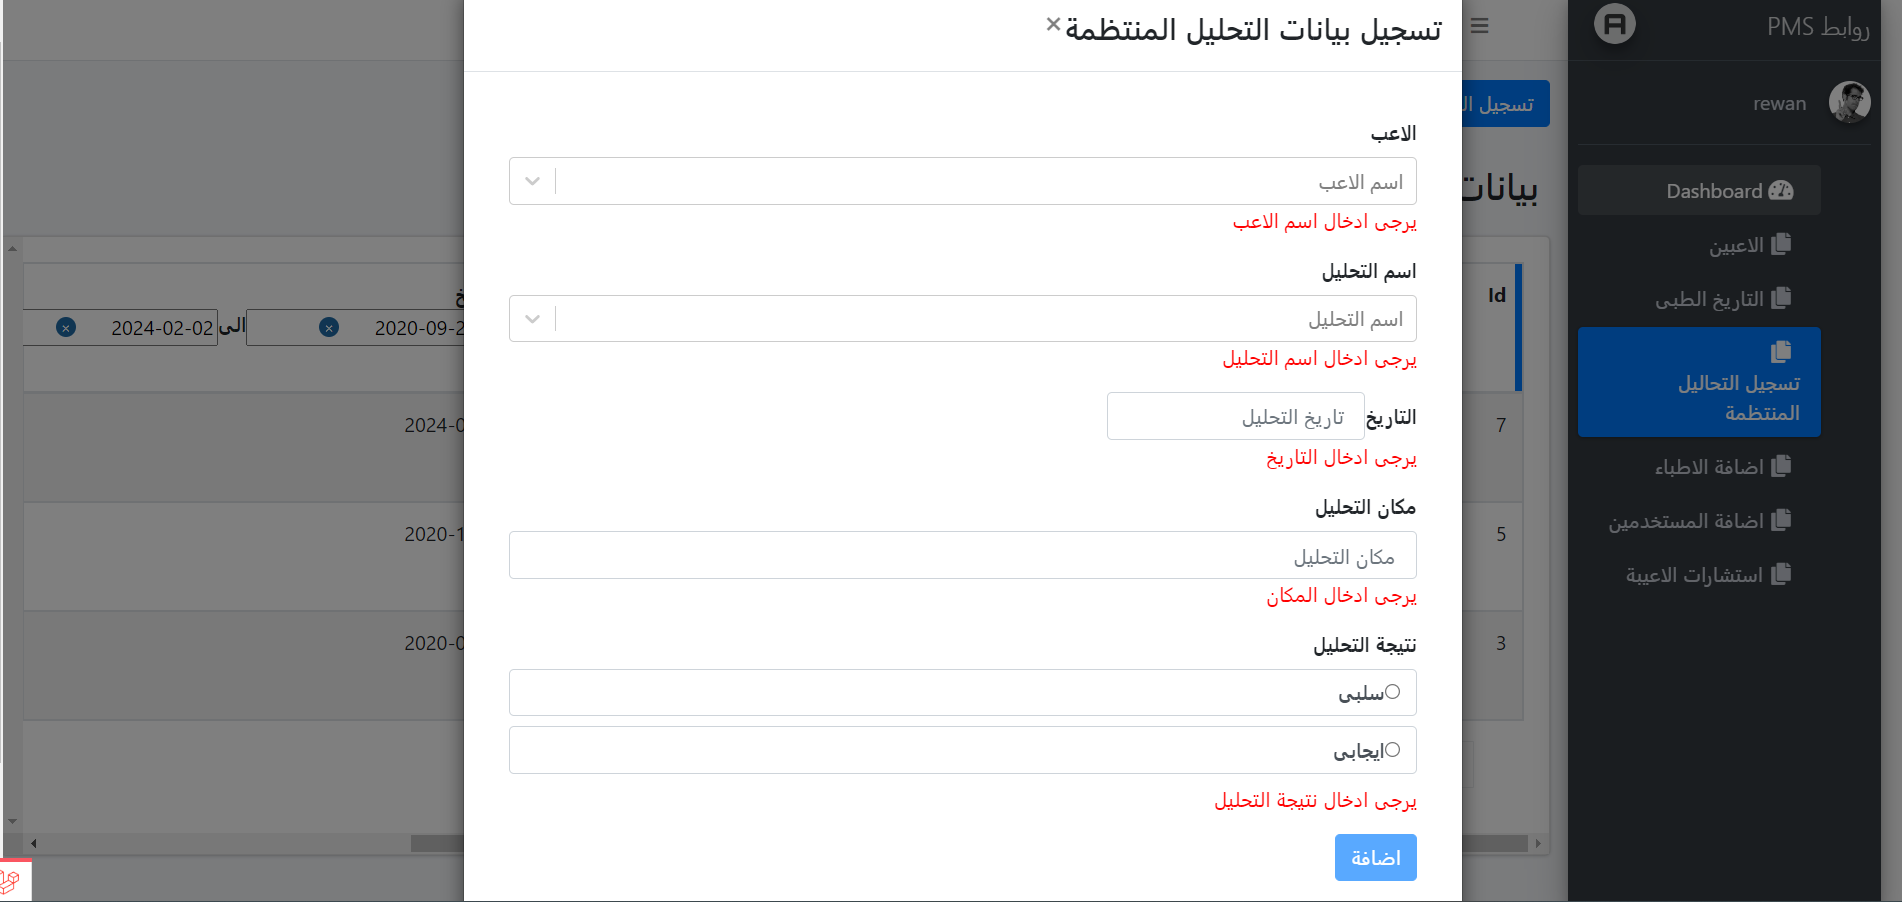 روابط PMS
rewan
Dashboard
الاعبين
التاريخ الطبى
تسجيل التحاليل
المنتظمة
اضافة الاطباء
اضافة المستخدمين
استشارات الاعيبة
تسجيل
بيانات
Id
7
5
3
تسجيل بيانات التحليل المنتظمة ×
الاعب
اسم الاعب
يرجى ادخال اسم الاعب
اسم التحليل
اسم التحليل
يرجى ادخال اسم التحليل
التاريخ تاريخ التحليل
يرجى ادخال التاريخ
مكان التحليل
مكان التحليل
يرجى ادخال المكان
نتيجة التحليل
سلبى
ايجابى
يرجى ادخال نتيجة التحليل
اضافة
2020-09-2 الى 2024-02-02
2024-0
2020-1
2020-0